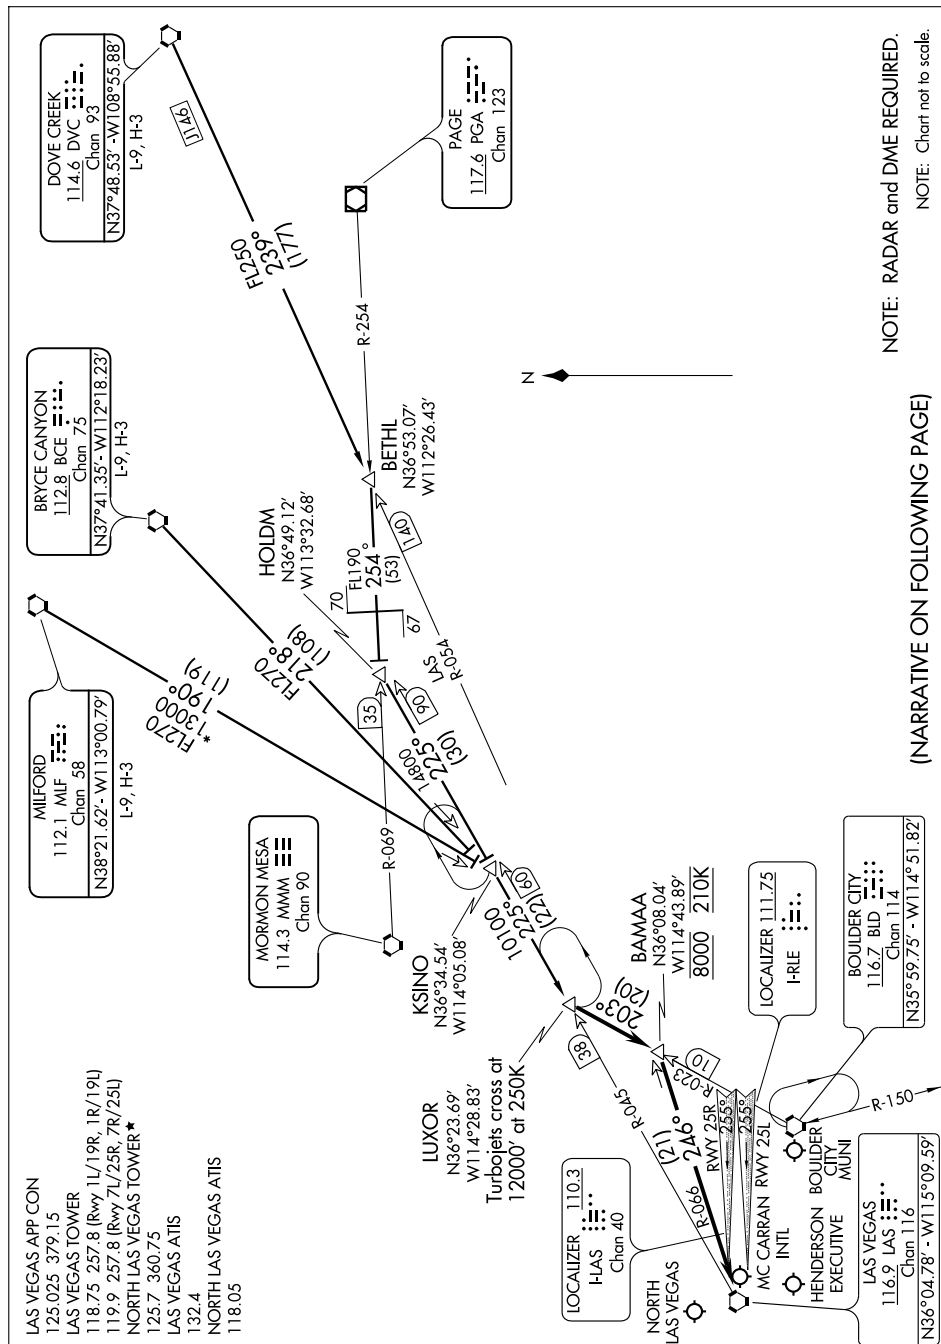 LAS VEGAS APP CON
125.025 379.15
LAS VEGAS TOWER
118.75 257.8 (Rwy 1L/19R, 1R/19L)
119.9 257.8 (Rwy 7L/25R, 7R/25L)
NORTH LAS VEGAS TOWER★
125.7 360.75
LAS VEGAS ATIS
132.4
NORTH LAS VEGAS ATIS
118.05
MILFORD
112.1 MLF
Chan 58
N38°21.62' - W113°00.79'
L-9, H-3
BRYCE CANYON
112.8 BCE
Chan 75
N37°41.35' - W112°18.23'
L-9, H-3
DOVE CREEK
114.6 DVC
Chan 93
N37°48.53' - W108°55.88'
L-9, H-3
J146
FL250
239°
(177)
PAGE
117.6 PGA
Chan 123
R-254
FL270
*13000
190°
(119)
FL270
218°
(108)
HOLDM
N36°49.12'
W113°32.68'
BETHL
N36°53.07'
W112°26.43'
70
FL190
254°
(53)
67
140
LAS
R-054
90
35
R-069
MORMON MESA
114.3 MMM
Chan 90
14800
225°
(30)
KSINO
N36°34.54'
W114°05.08'
60
10100
225°
(22)
LUXOR
N36°23.69'
W114°28.83'
Turbojets cross at
12000' at 250K
38
R-045
203°
(20)
BAMAA
N36°08.04'
W114°43.89'
8000 210K
10
R-023
(21)
246°
R-066
RWY 25R
255°
255°
RWY 25L
LOCALIZER 111.75
I-RLE
LOCALIZER 110.3
I-LAS
Chan 40
NORTH
LAS VEGAS
MC CARRAN
INTL
HENDERSON
EXECUTIVE
BOULDER
CITY
MUNI
BOULDER CITY
116.7 BLD
Chan 114
N35°59.75' - W114°51.82'
R-150
LAS VEGAS
116.9 LAS
Chan 116
N36°04.78' - W115°09.59'
N
NOTE: RADAR and DME REQUIRED.
NOTE: Chart not to scale.
(NARRATIVE ON FOLLOWING PAGE)